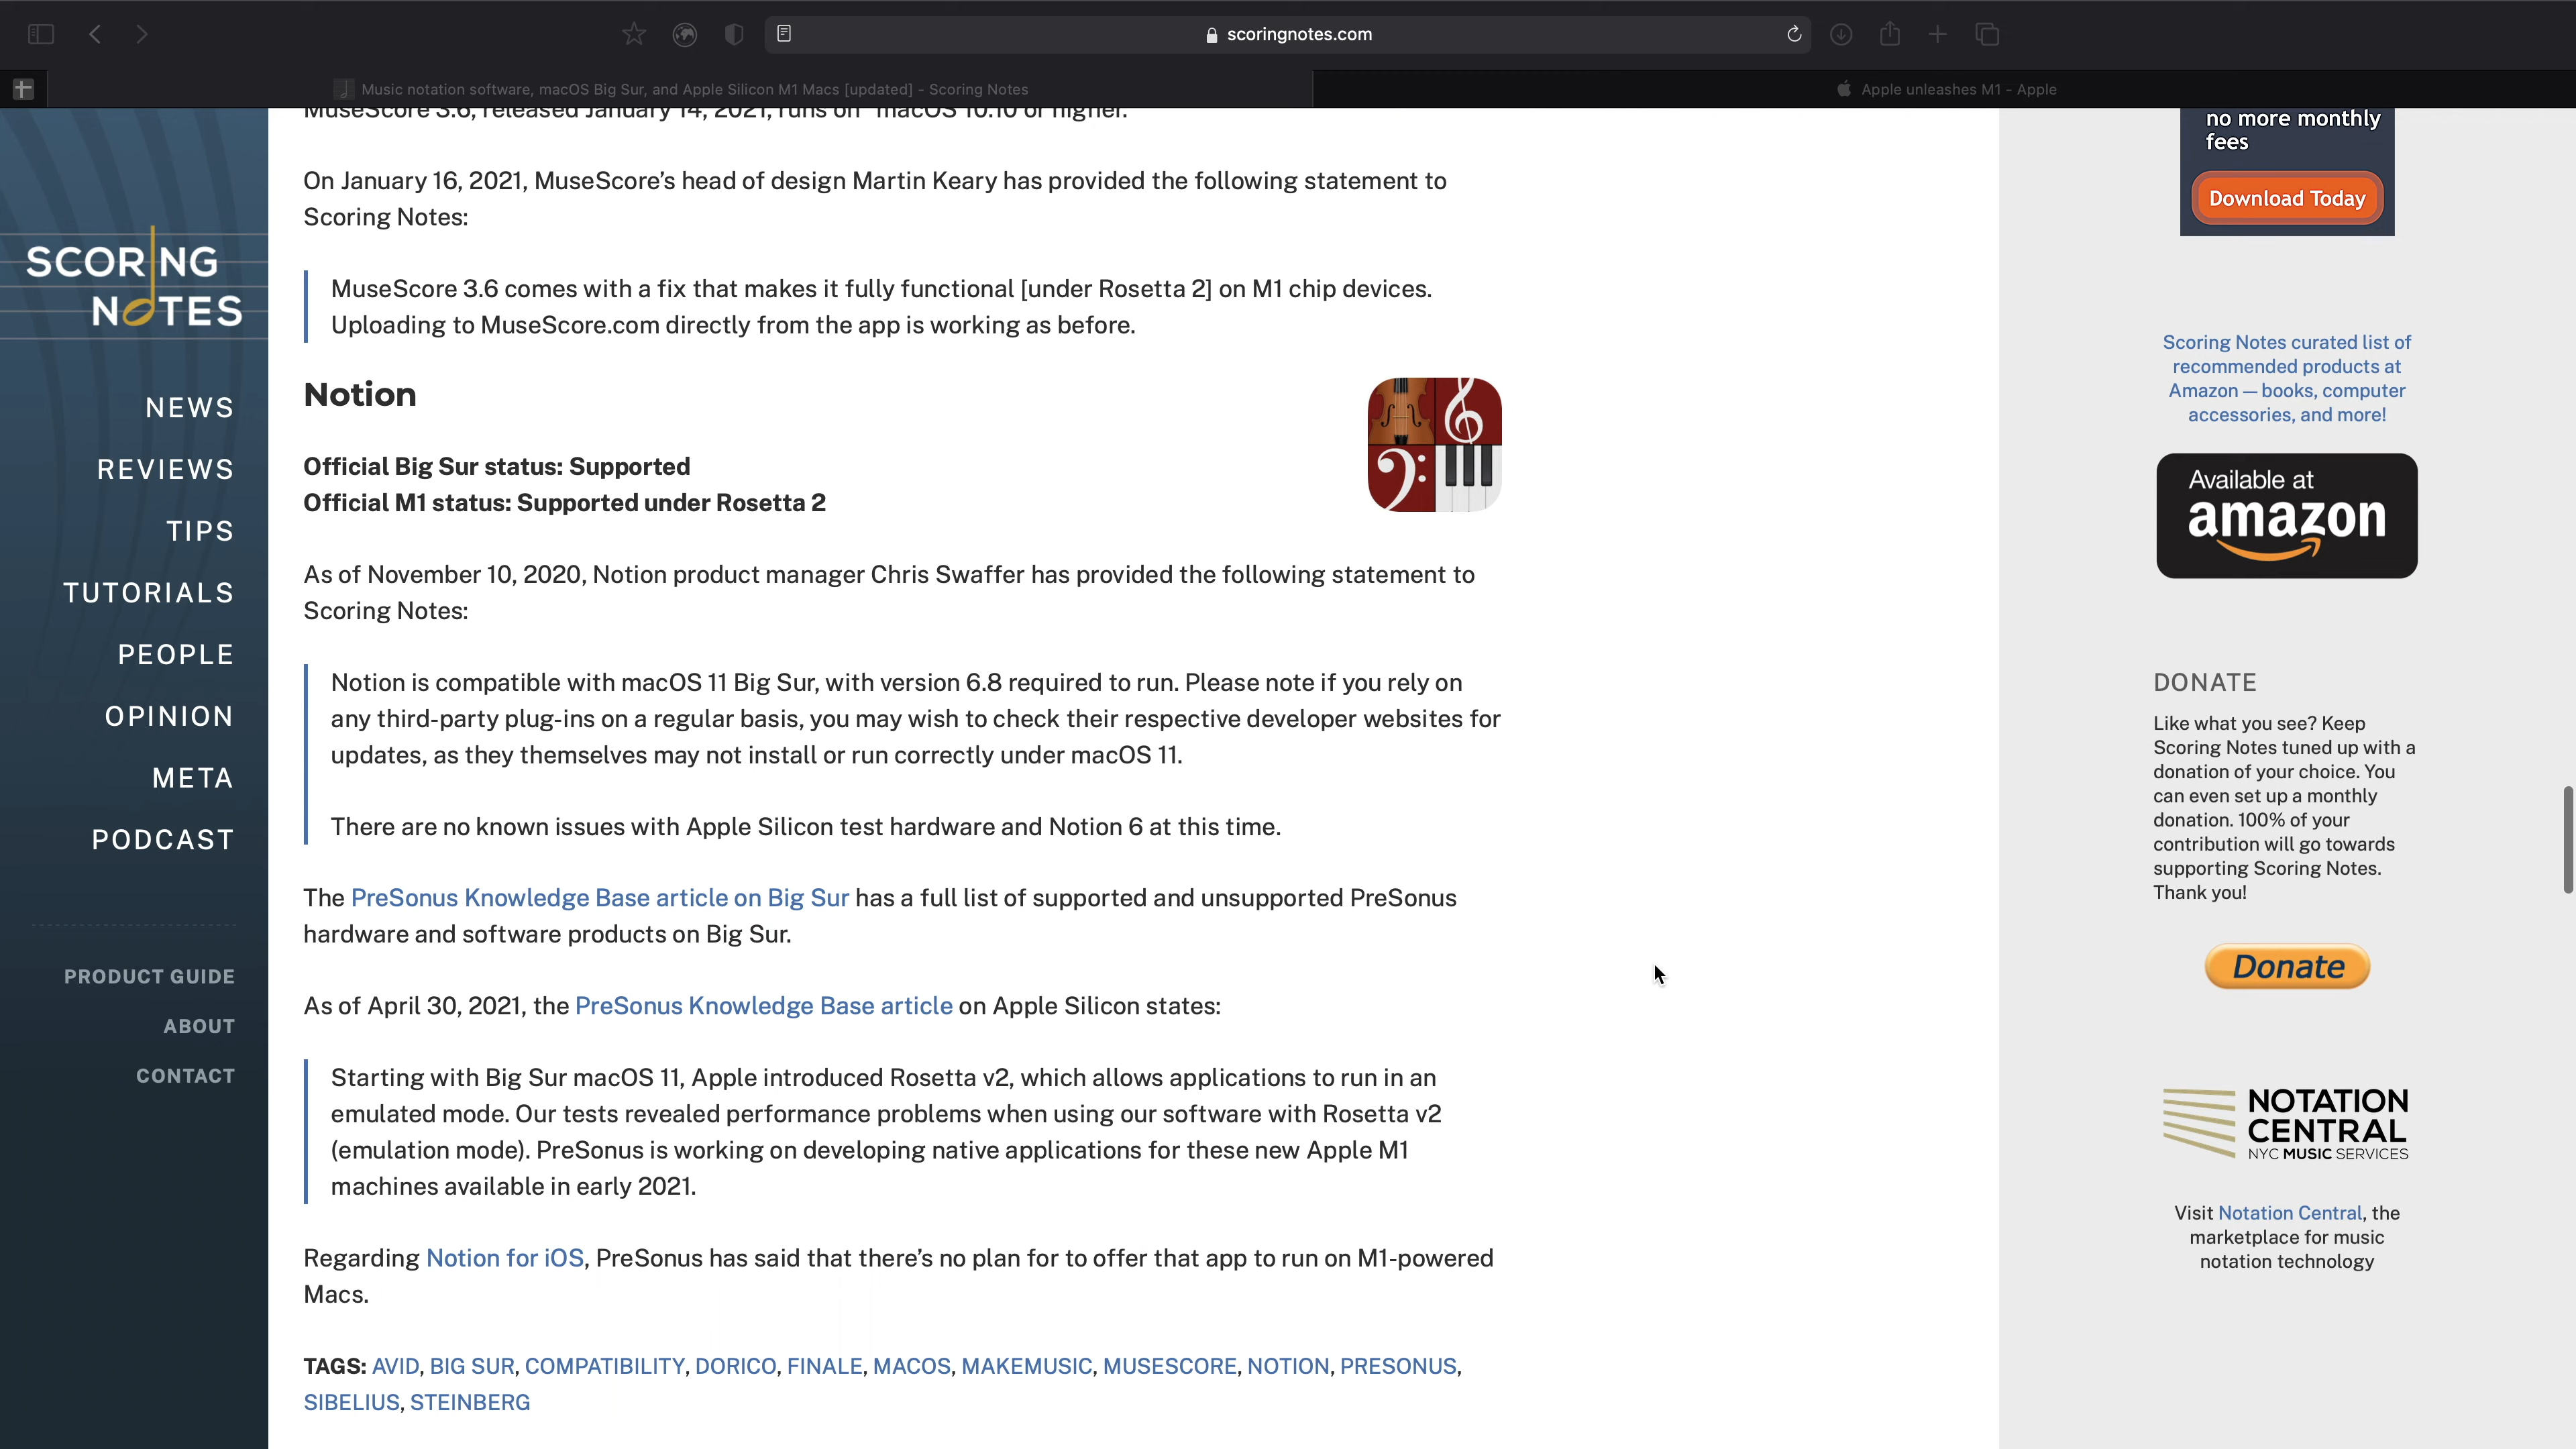 scoringnotes.com
Music notation software, macOS Big Sur, and Apple Silicon M1 Macs [updated] - Scoring Notes
Apple unleashes M1 - Apple
SCORING
NOTES
NEWS
REVIEWS
TIPS
TUTORIALS
PEOPLE
OPINION
META
PODCAST
PRODUCT GUIDE
ABOUT
CONTACT
MuseScore 3.6, released January 14, 2021, runs on macOS 10.10 or higher.
On January 16, 2021, MuseScore’s head of design Martin Keary has provided the following statement to
Scoring Notes:
MuseScore 3.6 comes with a fix that makes it fully functional [under Rosetta 2] on M1 chip devices.
Uploading to MuseScore.com directly from the app is working as before.
Notion
Official Big Sur status: Supported
Official M1 status: Supported under Rosetta 2
As of November 10, 2020, Notion product manager Chris Swaffer has provided the following statement to
Scoring Notes:
Notion is compatible with macOS 11 Big Sur, with version 6.8 required to run. Please note if you rely on
any third-party plug-ins on a regular basis, you may wish to check their respective developer websites for
updates, as they themselves may not install or run correctly under macOS 11.
There are no known issues with Apple Silicon test hardware and Notion 6 at this time.
The PreSonus Knowledge Base article on Big Sur has a full list of supported and unsupported PreSonus
hardware and software products on Big Sur.
As of April 30, 2021, the PreSonus Knowledge Base article on Apple Silicon states:
Starting with Big Sur macOS 11, Apple introduced Rosetta v2, which allows applications to run in an
emulated mode. Our tests revealed performance problems when using our software with Rosetta v2
(emulation mode). PreSonus is working on developing native applications for these new Apple M1
machines available in early 2021.
Regarding Notion for iOS, PreSonus has said that there’s no plan for to offer that app to run on M1-powered
Macs.
TAGS: AVID, BIG SUR, COMPATIBILITY, DORICO, FINALE, MACOS, MAKEMUSIC, MUSESCORE, NOTION, PRESONUS,
SIBELIUS, STEINBERG
no more monthly
fees
Download Today
Scoring Notes curated list of
recommended products at
Amazon — books, computer
accessories, and more!
Available at
amazon
DONATE
Like what you see? Keep
Scoring Notes tuned up with a
donation of your choice. You
can even set up a monthly
donation. 100% of your
contribution will go towards
supporting Scoring Notes.
Thank you!
Donate
NOTATION
CENTRAL
NYC MUSIC SERVICES
Visit Notation Central, the
marketplace for music
notation technology